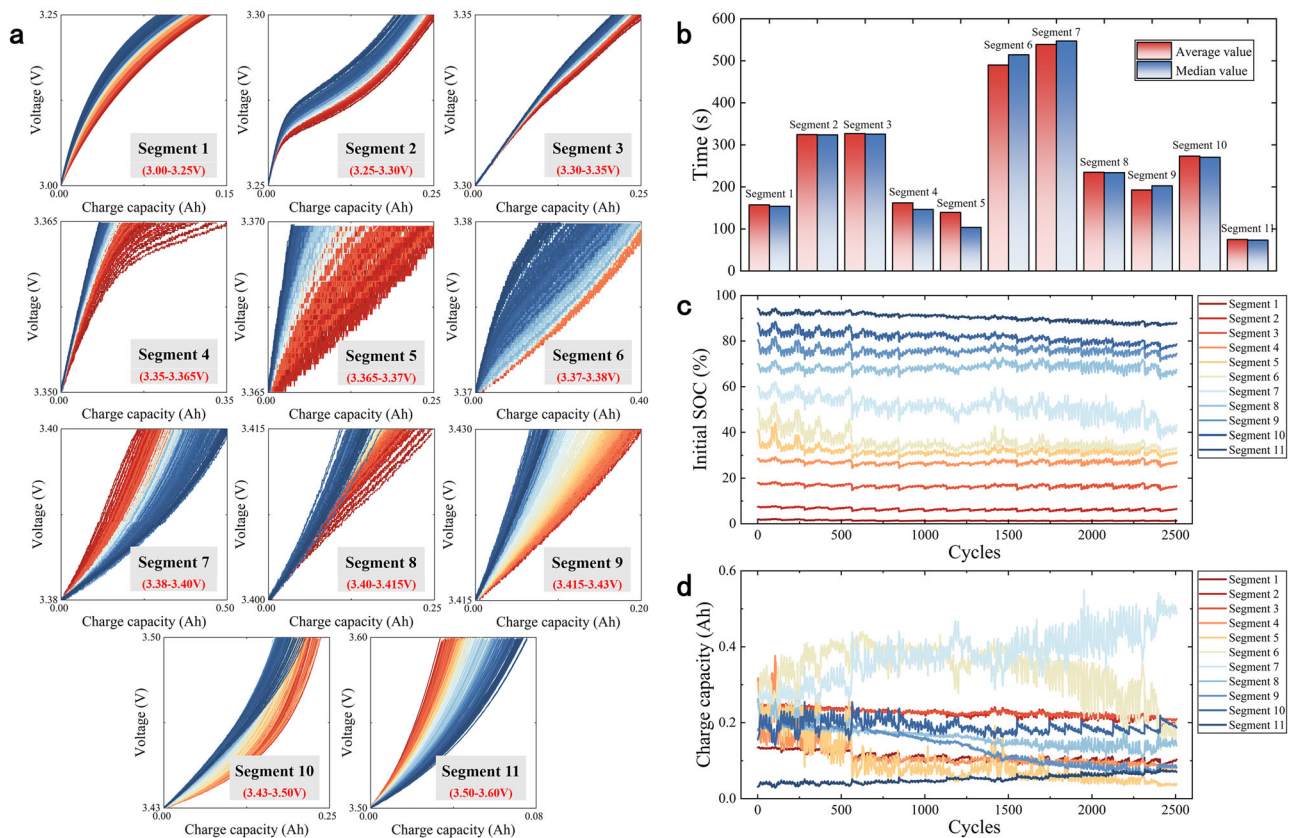 a
3.25
Voltage (V)
3.00
Segment 1
(3.00-3.25V)
0.00
0.15
Charge capacity (Ah)
3.30
Voltage (V)
3.25
Segment 2
(3.25-3.30V)
0.00
0.25
Charge capacity (Ah)
3.35
Voltage (V)
3.30
Segment 3
(3.30-3.35V)
0.00
0.25
Charge capacity (Ah)
3.365
Voltage (V)
3.350
Segment 4
(3.35-3.365V)
0.00
0.35
Charge capacity (Ah)
3.370
Voltage (V)
3.365
Segment 5
(3.365-3.37V)
0.00
0.25
Charge capacity (Ah)
3.38
Voltage (V)
3.37
Segment 6
(3.37-3.38V)
0.00
0.40
Charge capacity (Ah)
3.40
Voltage (V)
3.38
Segment 7
(3.38-3.40V)
0.00
0.50
Charge capacity (Ah)
3.415
Voltage (V)
3.400
Segment 8
(3.40-3.415V)
0.00
0.25
Charge capacity (Ah)
3.430
Voltage (V)
3.415
Segment 9
(3.415-3.43V)
0.00
0.20
Charge capacity (Ah)
3.50
Voltage (V)
3.43
Segment 10
(3.43-3.50V)
0.00
0.25
Charge capacity (Ah)
3.60
Voltage (V)
3.50
Segment 11
(3.50-3.60V)
0.00
0.08
Charge capacity (Ah)
b
Time (s)
600
500
400
300
200
100
0
Segment 1
Segment 2
Segment 3
Segment 4
Segment 5
Segment 6
Segment 7
Segment 8
Segment 9
Segment 10
Segment 11
Average value
Median value
c
Initial SOC (%)
100
80
60
40
20
0
0
500
1000
1500
2000
2500
Cycles
Segment 1
Segment 2
Segment 3
Segment 4
Segment 5
Segment 6
Segment 7
Segment 8
Segment 9
Segment 10
Segment 11
d
Charge capacity (Ah)
0.6
0.4
0.2
0.0
0
500
1000
1500
2000
2500
Cycles
Segment 1
Segment 2
Segment 3
Segment 4
Segment 5
Segment 6
Segment 7
Segment 8
Segment 9
Segment 10
Segment 11